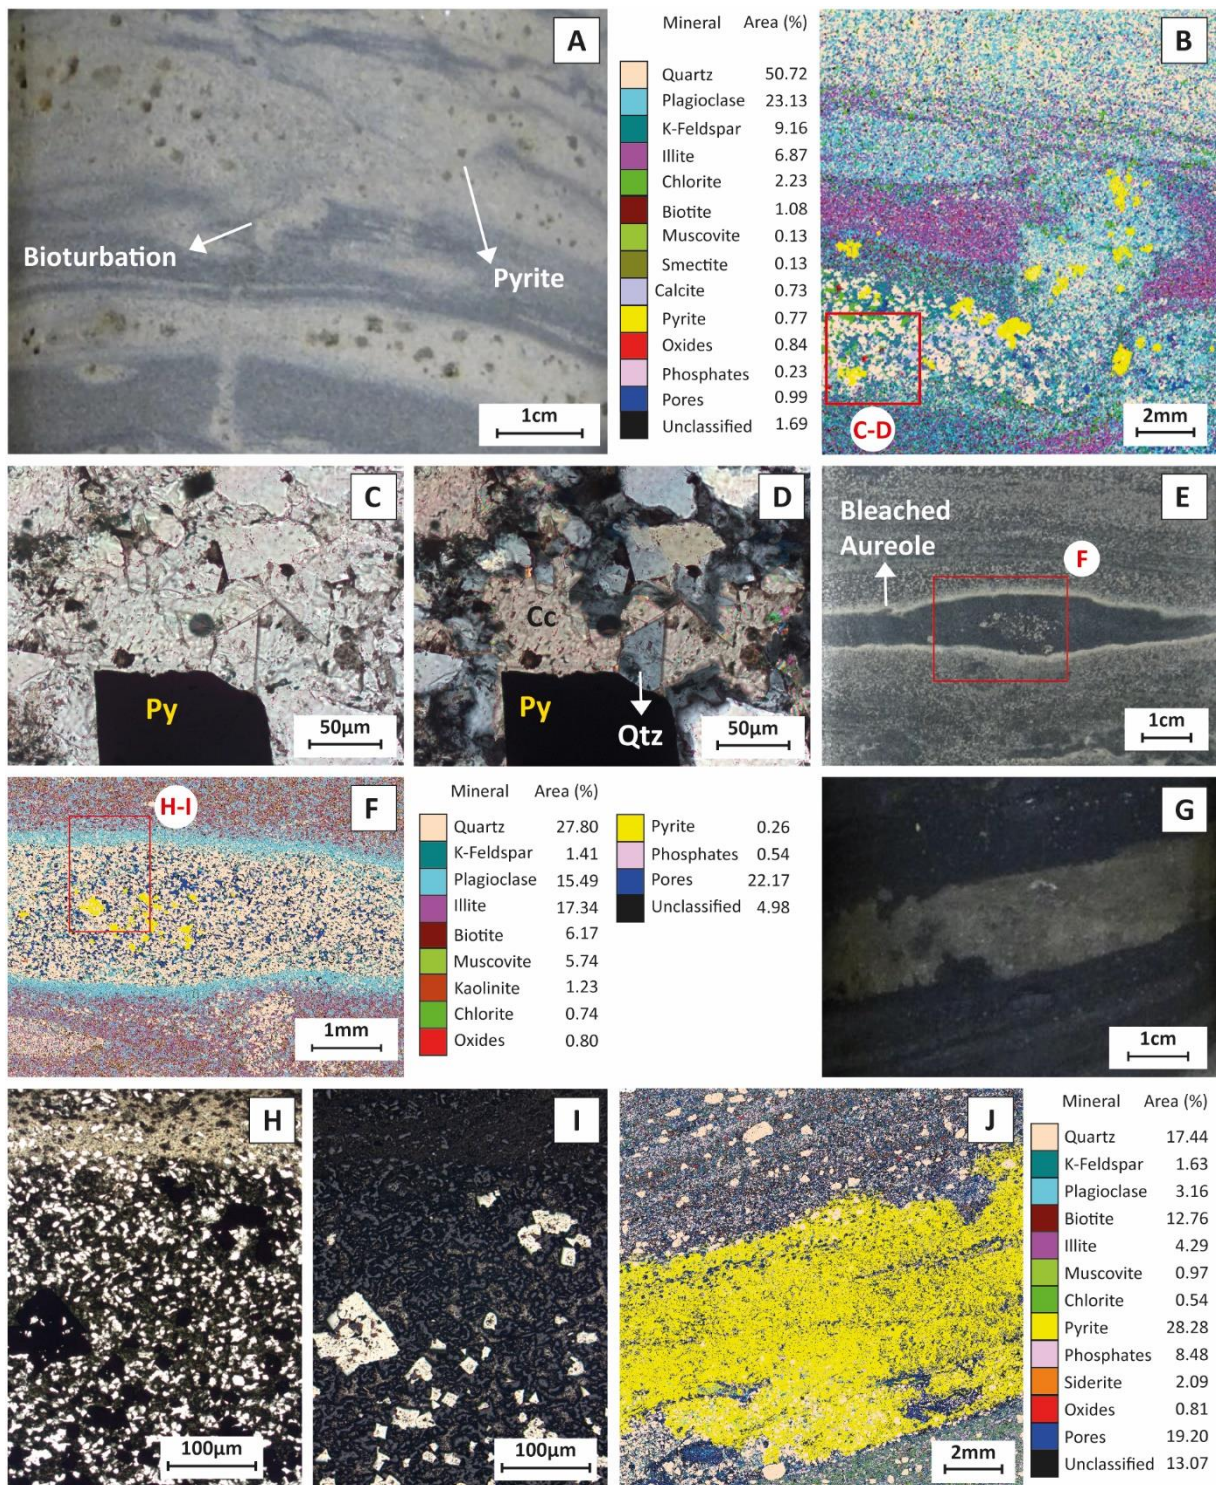 A
Bioturbation
Pyrite
1cm
Mineral Area (%)
Quartz 50.72
Plagioclase 23.13
K-Feldspar 9.16
Illite 6.87
Chlorite 2.23
Biotite 1.08
Muscovite 0.13
Smectite 0.13
Calcite 0.73
Pyrite 0.77
Oxides 0.84
Phosphates 0.23
Pores 0.99
Unclassified 1.69
B
C-D
2mm
C
Py
50µm
D
Cc
Py
Qtz
50µm
E
Bleached
Aureole
F
1cm
F
H-I
1mm
Mineral Area (%)
Quartz 27.80
K-Feldspar 1.41
Plagioclase 15.49
Illite 17.34
Biotite 6.17
Muscovite 5.74
Kaolinite 1.23
Chlorite 0.74
Oxides 0.80
Mineral Area (%)
Pyrite 0.26
Phosphates 0.54
Pores 22.17
Unclassified 4.98
G
1cm
H
100µm
I
100µm
J
2mm
Mineral Area (%)
Quartz 17.44
K-Feldspar 1.63
Plagioclase 3.16
Biotite 12.76
Illite 4.29
Muscovite 0.97
Chlorite 0.54
Pyrite 28.28
Phosphates 8.48
Siderite 2.09
Oxides 0.81
Pores 19.20
Unclassified 13.07